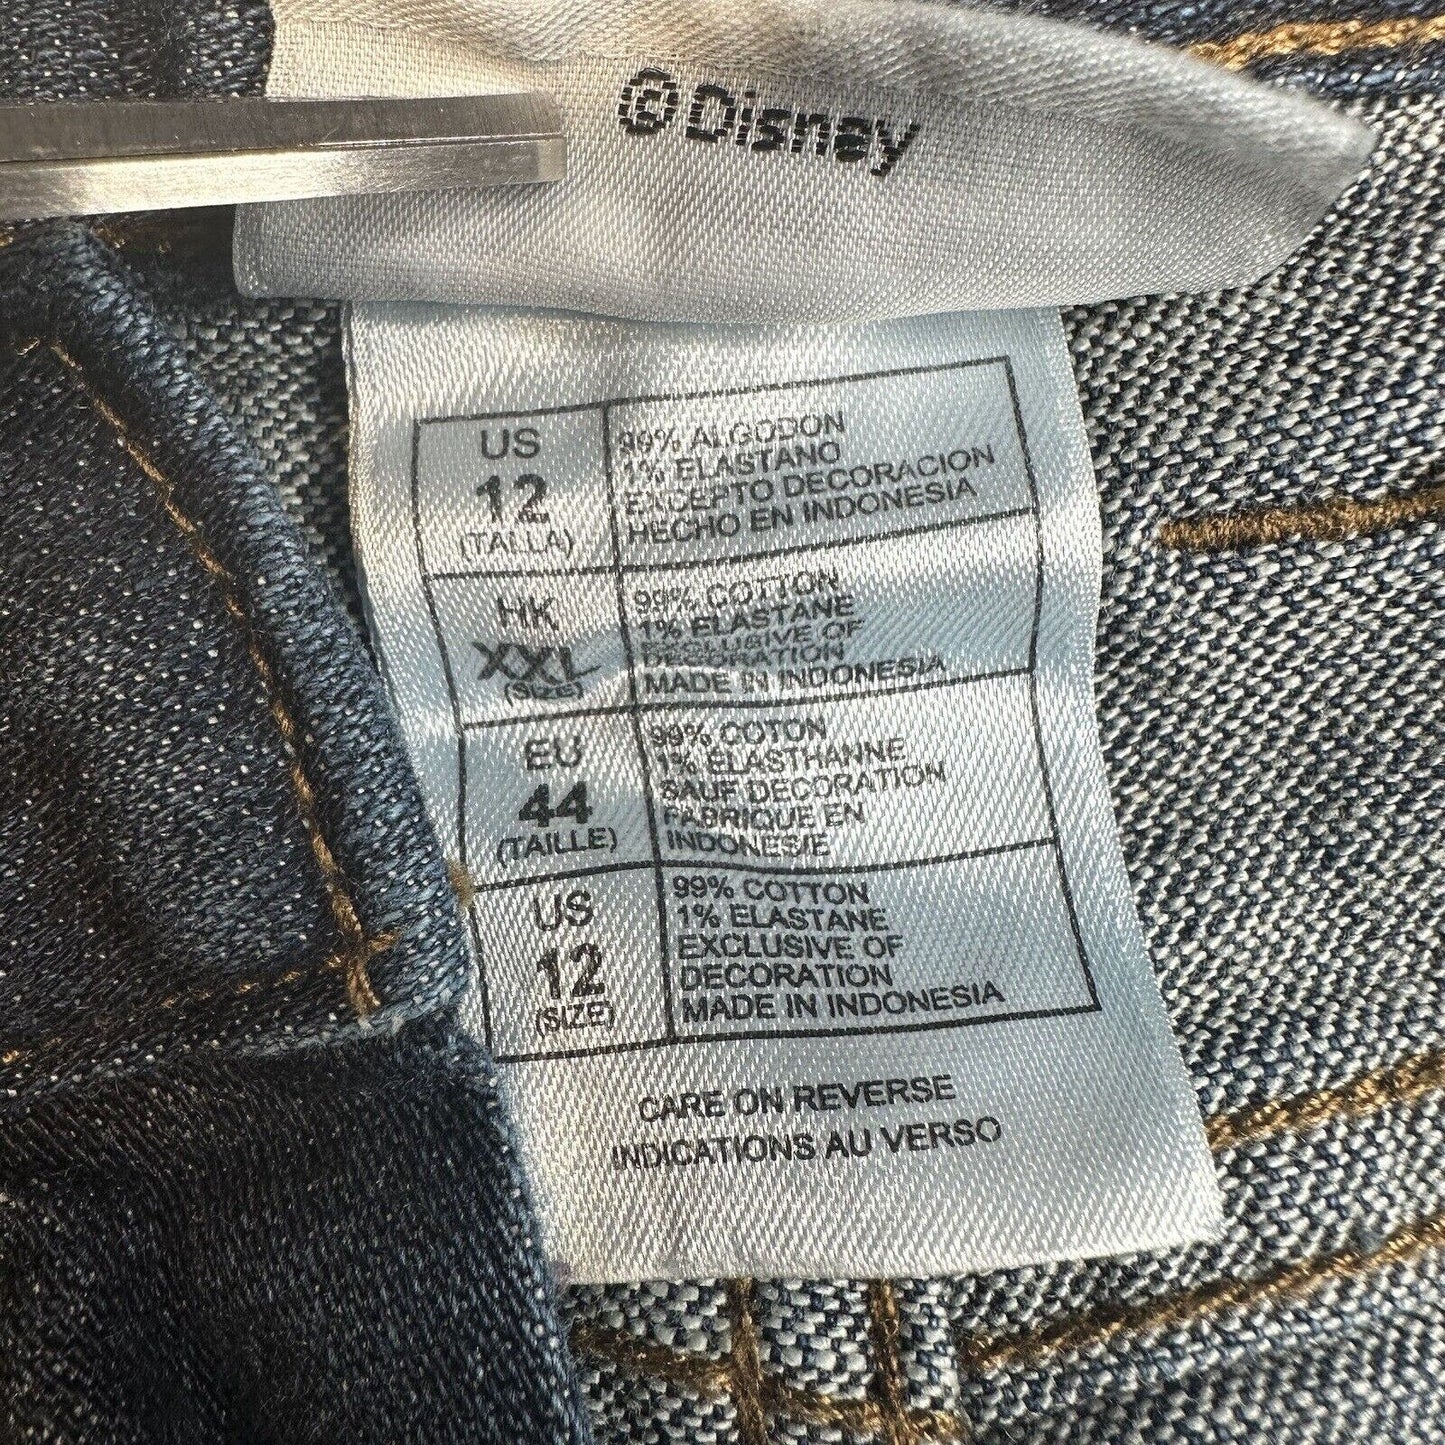 ©Disney
US
12
(TALLA)
99% ALGODON
1% ELASTANO
EXCEPTO DECORACION
HECHO EN INDONESIA
HK
XXL
(SIZE)
99% COTTON
1% ELASTANE
EXCLUSIVE OF
DECORATION
MADE IN INDONESIA
EU
44
(TAILLE)
99% COTON
1% ELASTHANNE
SAUF DECORATION
FABRIQUE EN
INDONESIE
US
12
(SIZE)
99% COTTON
1% ELASTANE
EXCLUSIVE OF
DECORATION
MADE IN INDONESIA
CARE ON REVERSE
INDICATIONS AU VERSO